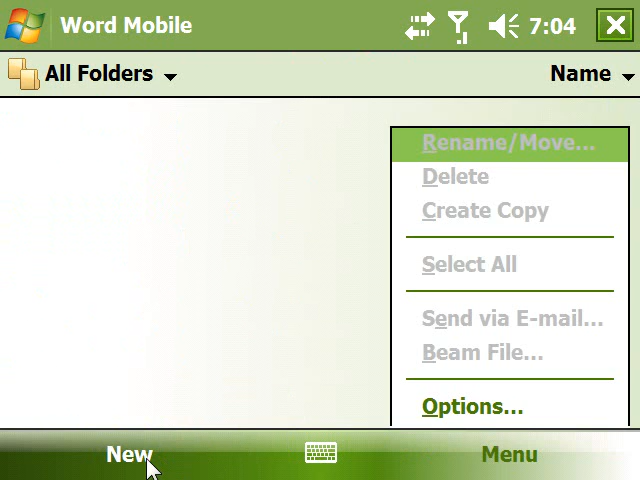 Word Mobile 7:04
All Folders Name
Rename/Move...
Delete
Create Copy
Select All
Send via E-mail...
Beam File...
Options...
New Menu